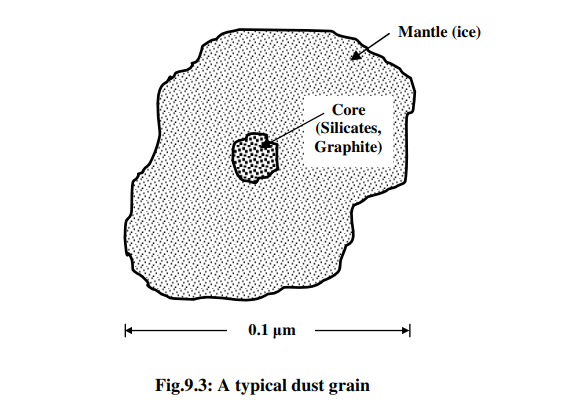 Mantle (ice)
Core
(Silicates,
Graphite)
0.1 μm
Fig.9.3: A typical dust grain